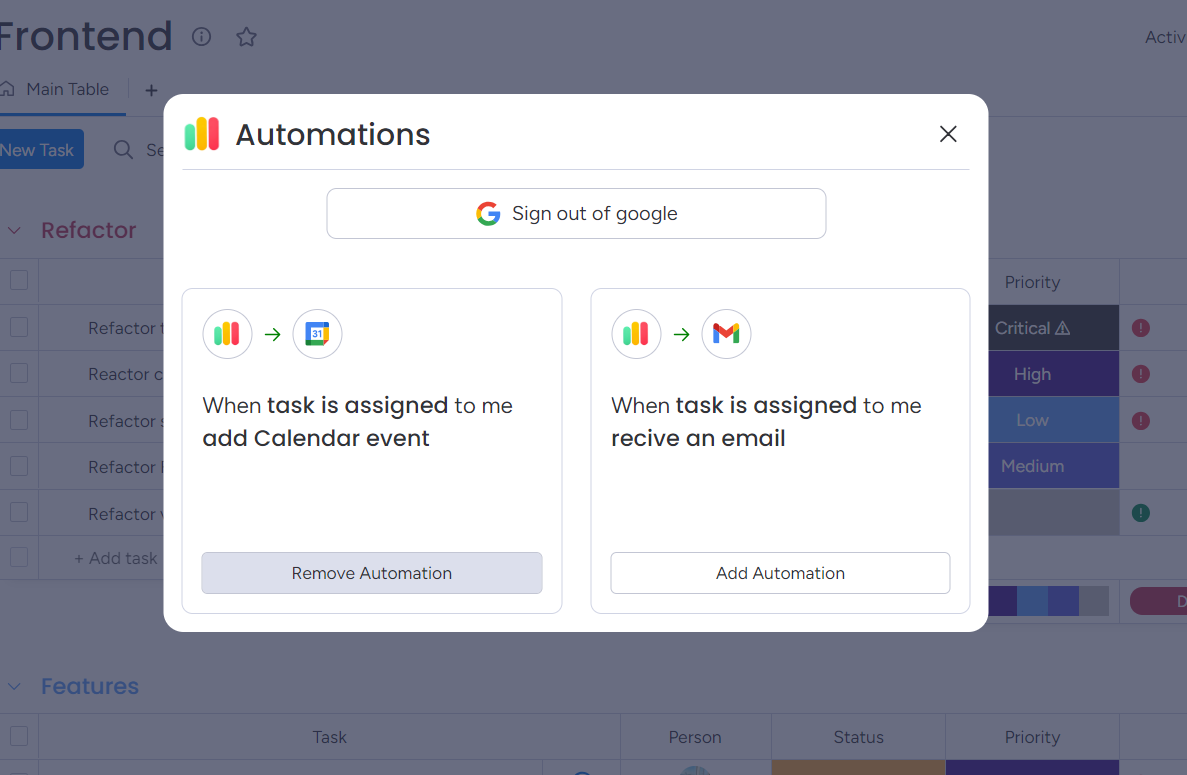 Frontend
Activ
Main Table
+
New Task
Se
Automations
Sign out of google
Refactor
Priority
31
When task is assigned to me
add Calendar event
When task is assigned to me
recive an email
Refactor
Critical
Reactor c
High
Refactor s
Low
Refactor
Medium
Refactor v
+ Add task
Remove Automation
Add Automation
D
Features
Task
Person
Status
Priority